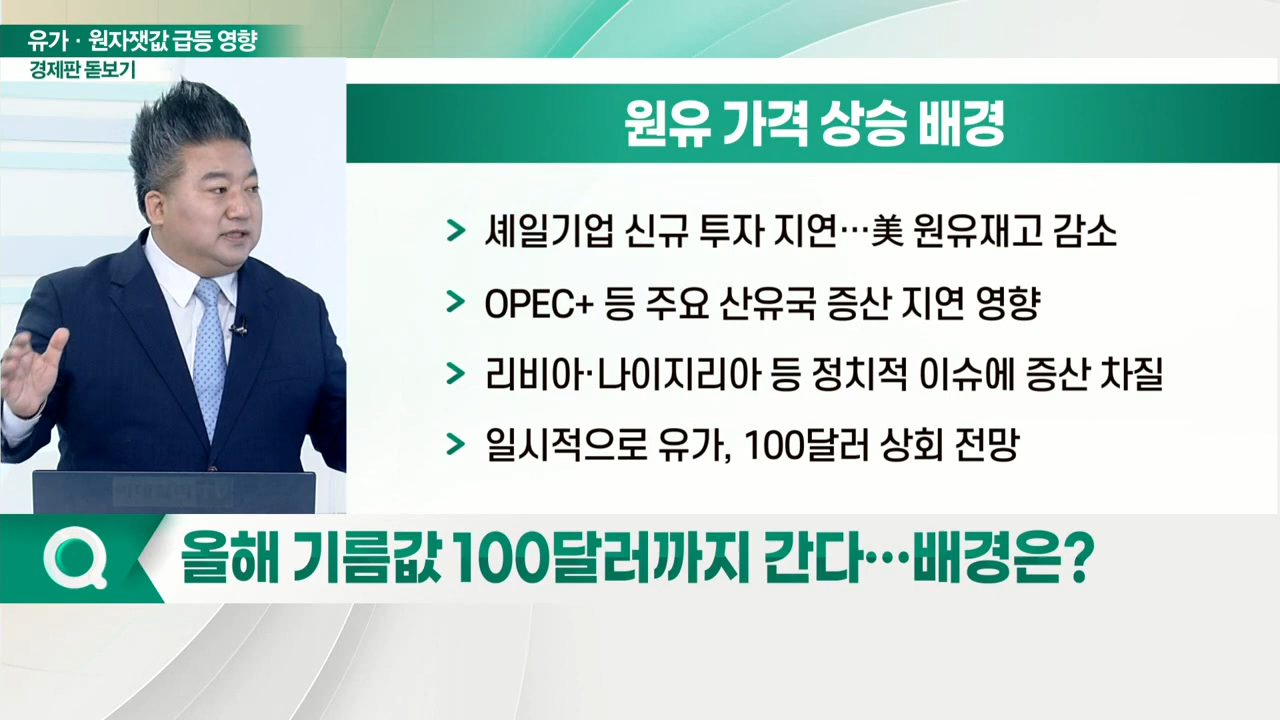 유가· 원자잿값 급등 영향
경제판 돋보기
원유 가격 상승 배경
> 셰일기업 신규 투자 지연…美 원유재고 감소
> OPEC+ 등 주요 산유국 증산 지연 영향
> 리비아·나이지리아 등 정치적 이슈에 증산 차질
> 일시적으로 유가, 100달러 상회 전망
올해 기름값 100달러까지 간다…배경은?